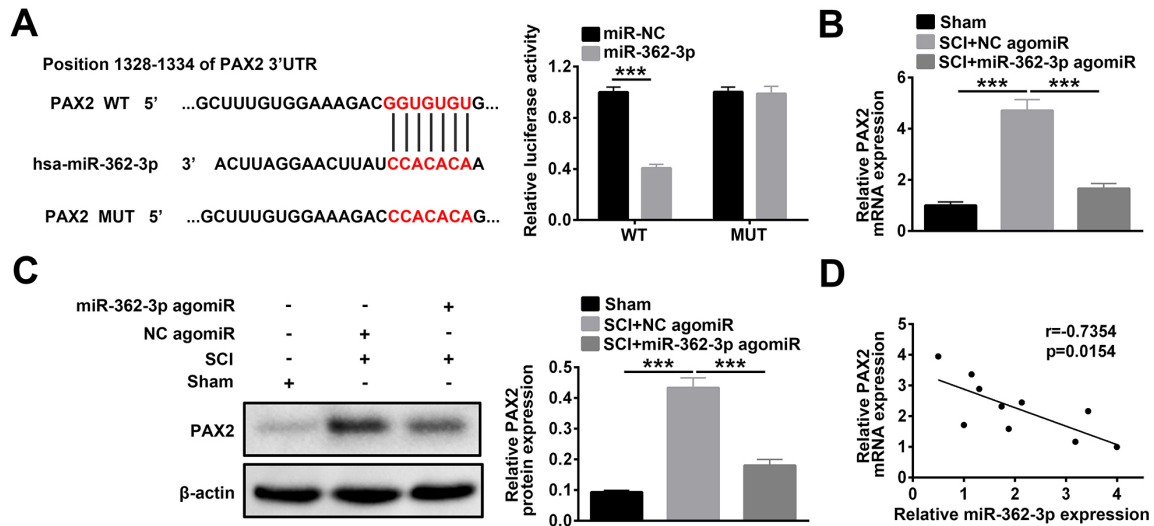 A
Position 1328-1334 of PAX2 3’UTR
PAX2 WT 5’ ...GCUUUGUGGAAAGACGGUGUGUG...
hsa-miR-362-3p 3’ ACUUAGGAACUUAUCCACACAA
PAX2 MUT 5’ ...GCUUUGUGGAAAGACCCACACAG...
miR-NC
miR-362-3p
Relative luciferase activity
1.2
0.8
0.4
0.0
***
WT MUT
B
Sham
SCI+NC agomiR
SCI+miR-362-3p agomiR
Relative PAX2
mRNA expression
6
4
2
0
*** ***
C
miR-362-3p agomiR - - +
NC agomiR - + -
SCI - + +
Sham + - -
PAX2
β-actin
Sham
SCI+NC agomiR
SCI+miR-362-3p agomiR
Relative PAX2
protein expression
0.5
0.4
0.3
0.2
0.1
0.0
*** ***
D
Relative PAX2
mRNA expression
5
4
3
2
1
0
r=-0.7354
p=0.0154
0 1 2 3 4
Relative miR-362-3p expression